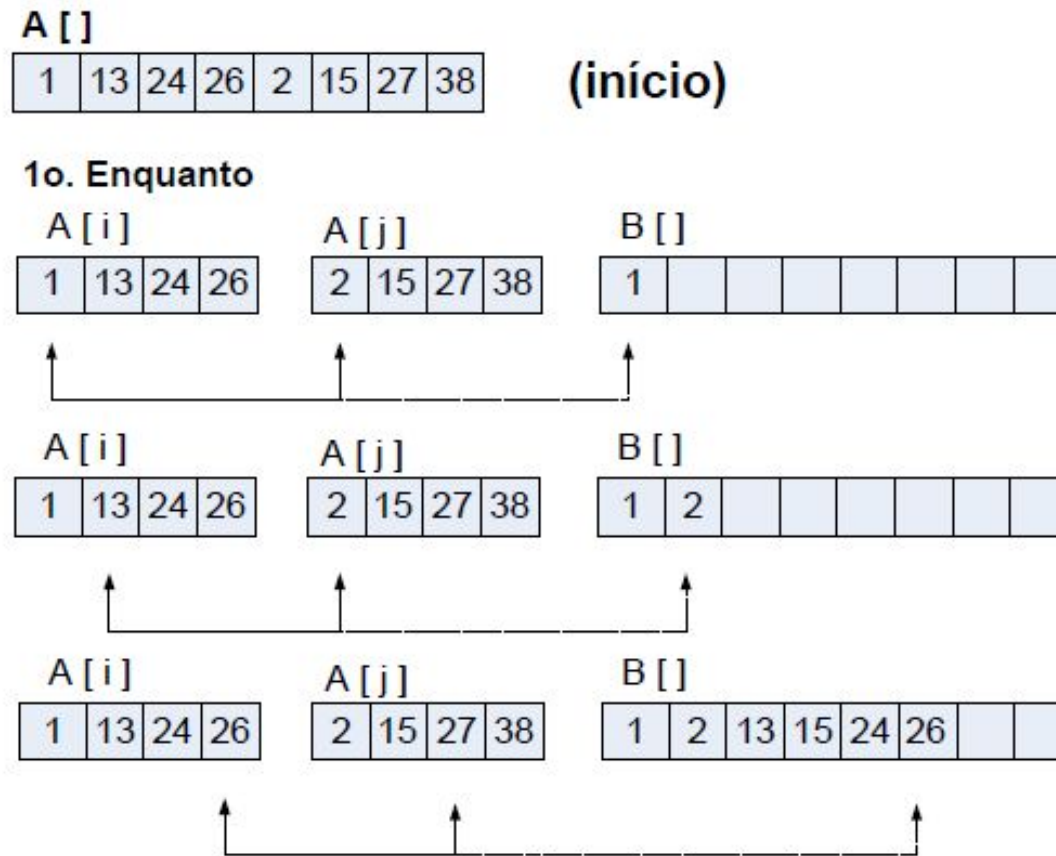 A [ ]
1 13 24 26 2 15 27 38 (início)
1o. Enquanto
A [ i ] A [ j ] B [ ]
1 13 24 26 2 15 27 38 1
A [ i ] A [ j ] B [ ]
1 13 24 26 2 15 27 38 1 2
A [ i ] A [ j ] B [ ]
1 13 24 26 2 15 27 38 1 2 13 15 24 26